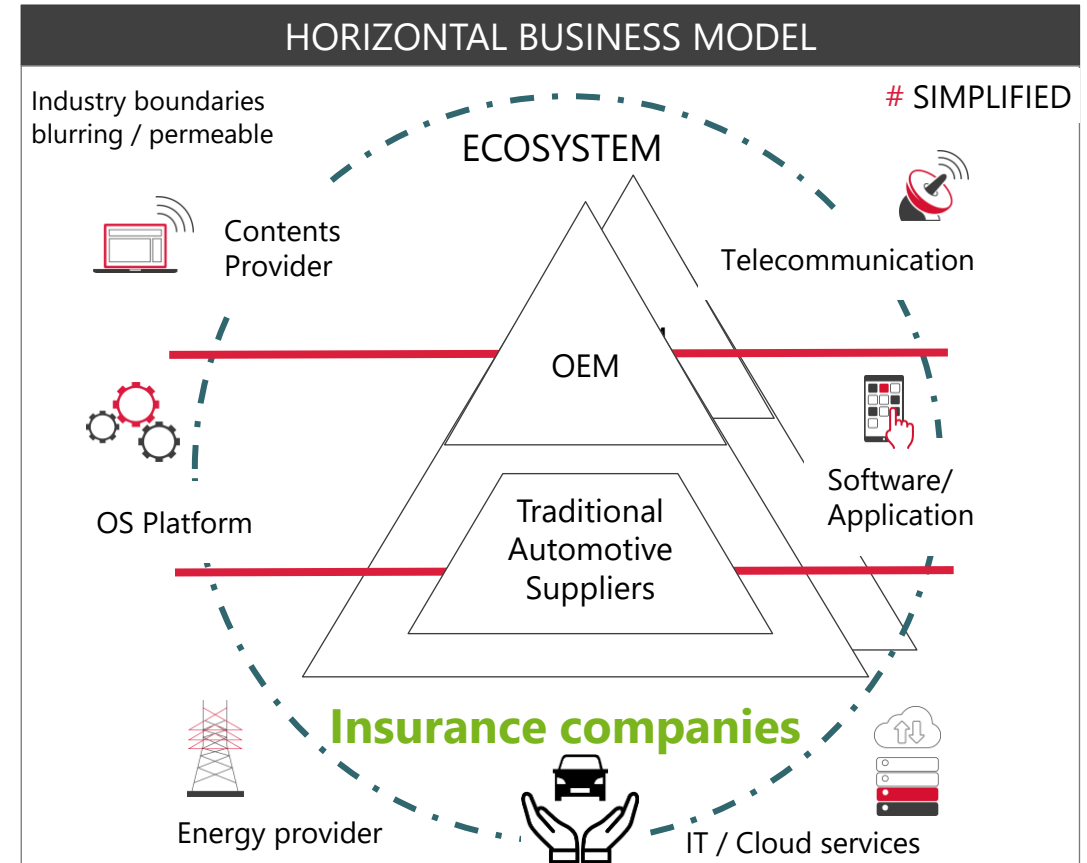 HORIZONTAL BUSINESS MODEL
Industry boundaries
blurring / permeable
# SIMPLIFIED
ECOSYSTEM
Contents
Provider
Telecommunication
OEM
OS Platform
Software/
Application
Traditional
Automotive
Suppliers
Insurance companies
Energy provider
IT / Cloud services